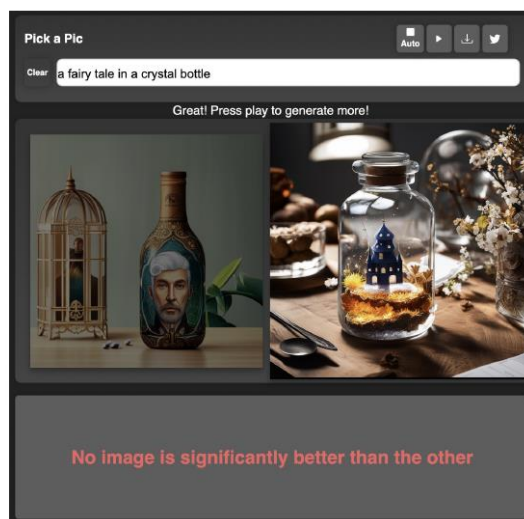 Pick a Pic
Auto
Clear
a fairy tale in a crystal bottle
Great! Press play to generate more!
No image is significantly better than the other